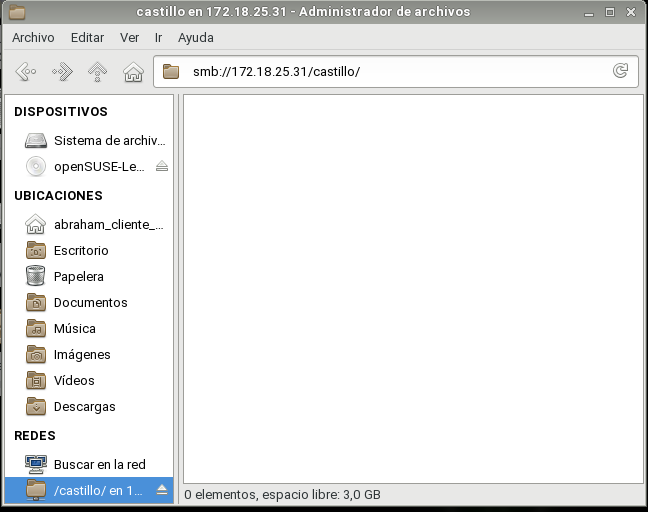 castillo en 172.18.25.31 - Administrador de archivos
Archivo Editar Ver Ir Ayuda
smb://172.18.25.31/castillo/
DISPOSITIVOS
Sistema de archiv...
openSUSE-Le...
UBICACIONES
abraham_cliente_...
Escritorio
Papelera
Documentos
Música
Imágenes
Vídeos
Descargas
REDES
Buscar en la red
/castillo/ en 1...
0 elementos, espacio libre: 3,0 GB